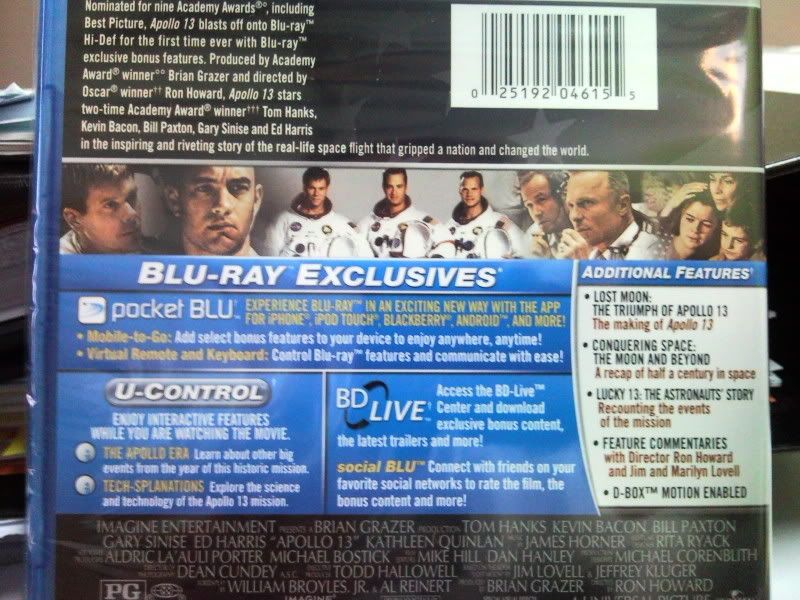 Nominated for nine Academy Awards®°, including
Best Picture, Apollo 13 blasts off onto Blu-ray™
Hi-Def for the first time ever with Blu-ray™
exclusive bonus features. Produced by Academy
Award® winner°° Brian Grazer and directed by
Oscar® winner†† Ron Howard, Apollo 13 stars
two-time Academy Award® winner††† Tom Hanks,
Kevin Bacon, Bill Paxton, Gary Sinise and Ed Harris
in the inspiring and riveting story of the real-life space flight that gripped a nation and changed the world.
0 25192 04615 5
BLU-RAY™ EXCLUSIVES*
pocket BLU™
EXPERIENCE BLU-RAY™ IN AN EXCITING NEW WAY WITH THE APP
FOR iPHONE®, iPOD TOUCH®, BLACKBERRY®, ANDROID™, AND MORE!
• Mobile-to-Go: Add select bonus features to your device to enjoy anywhere, anytime!
• Virtual Remote and Keyboard: Control Blu-ray™ features and communicate with ease!
U-CONTROL
ENJOY INTERACTIVE FEATURES
WHILE YOU ARE WATCHING THE MOVIE.
THE APOLLO ERA Learn about other big
events from the year of this historic mission.
TECH-SPLANATIONS Explore the science
and technology of the Apollo 13 mission.
BD LIVE™†
Access the BD-Live™
Center and download
exclusive bonus content,
the latest trailers and more!
social BLU™ Connect with friends on your
favorite social networks to rate the film, the
bonus content and more!
ADDITIONAL FEATURES†
• LOST MOON:
THE TRIUMPH OF APOLLO 13
The making of Apollo 13
• CONQUERING SPACE:
THE MOON AND BEYOND
A recap of half a century in space
• LUCKY 13: THE ASTRONAUTS' STORY
Recounting the events
of the mission
• FEATURE COMMENTARIES
with Director Ron Howard
and Jim and Marilyn Lovell
• D-BOX™ MOTION ENABLED
IMAGINE ENTERTAINMENT PRESENTS A BRIAN GRAZER PRODUCTION TOM HANKS KEVIN BACON BILL PAXTON
GARY SINISE ED HARRIS "APOLLO 13" KATHLEEN QUINLAN JAMES HORNER RITA RYACK
ALDRIC LA'AULI PORTER MICHAEL BOSTICK MIKE HILL DAN HANLEY MICHAEL CORENBLITH
DIRECTOR OF PHOTOGRAPHY DEAN CUNDEY A.S.C. TODD HALLOWELL JIM LOVELL & JEFFREY KLUGER
WILLIAM BROYLES, JR. & AL REINERT BRIAN GRAZER RON HOWARD
PG
IMAGINE
A UNIVERSAL PICTURE